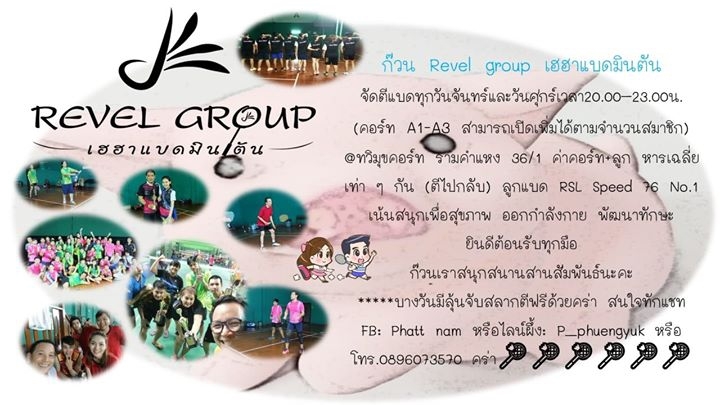 REVEL GROUP
เฮฮาแบดมินตัน
ก๊วน Revel group เฮฮาแบดมินตัน
จัดตีแบดทุกวันจันทร์และวันศุกร์เวลา20.00-23.00น.
(คอร์ท A1-A3 สามารถเปิดเพิ่มได้ตามจำนวนสมาชิก)
@ทวิมุขคอร์ท รามคำแหง 36/1 ค่าคอร์ท+ลูก หารเฉลี่ย
เท่า ๆ กัน (ตีไปกลับ) ลูกแบด RSL Speed 76 No.1
เน้นสนุกเพื่อสุขภาพ ออกกำลังกาย พัฒนาทักษะ
ยินดีต้อนรับทุกมือ
ก๊วนเราสนุกสนานสานสัมพันธ์นะคะ
*****บางวันมีลุ้นจับสลากตีฟรีด้วยคร่า สนใจทักแชท
FB: Phatt nam หรือไลน์ผึ้ง: P_phuengyuk หรือ
โทร.0896073570 คร่า